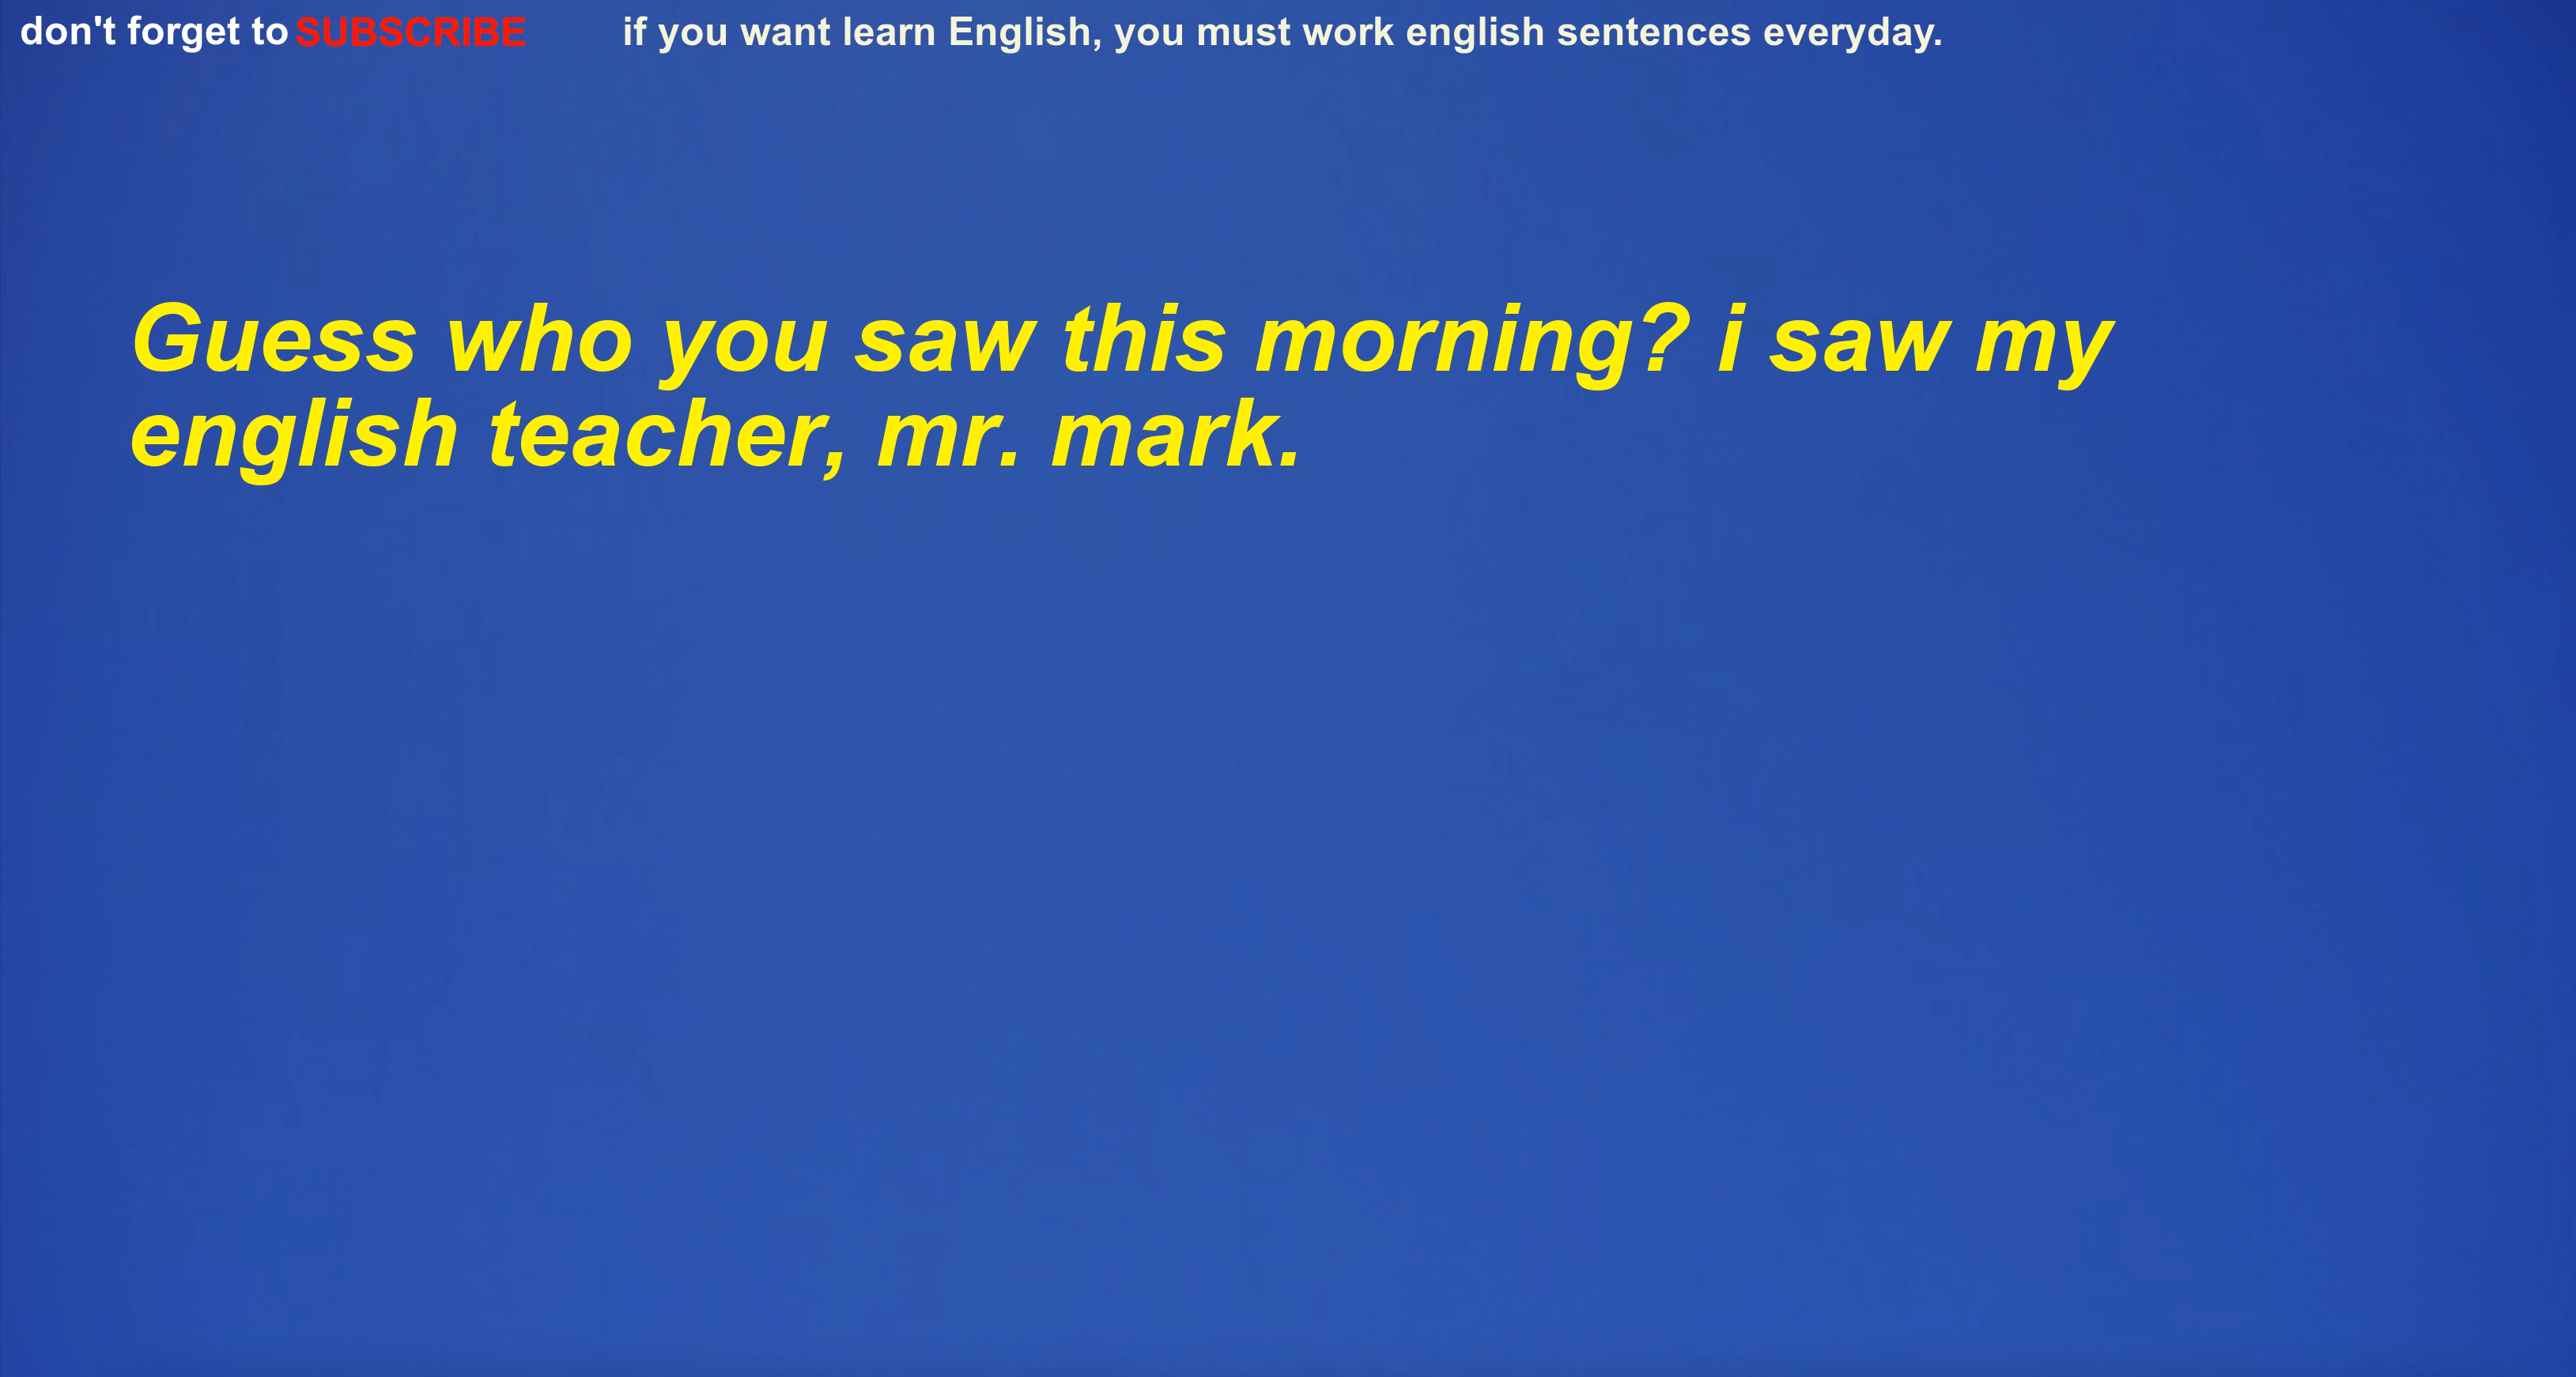 don't forget to SUBSCRIBE if you want learn English, you must work english sentences everyday.
Guess who you saw this morning? i saw my
english teacher, mr. mark.